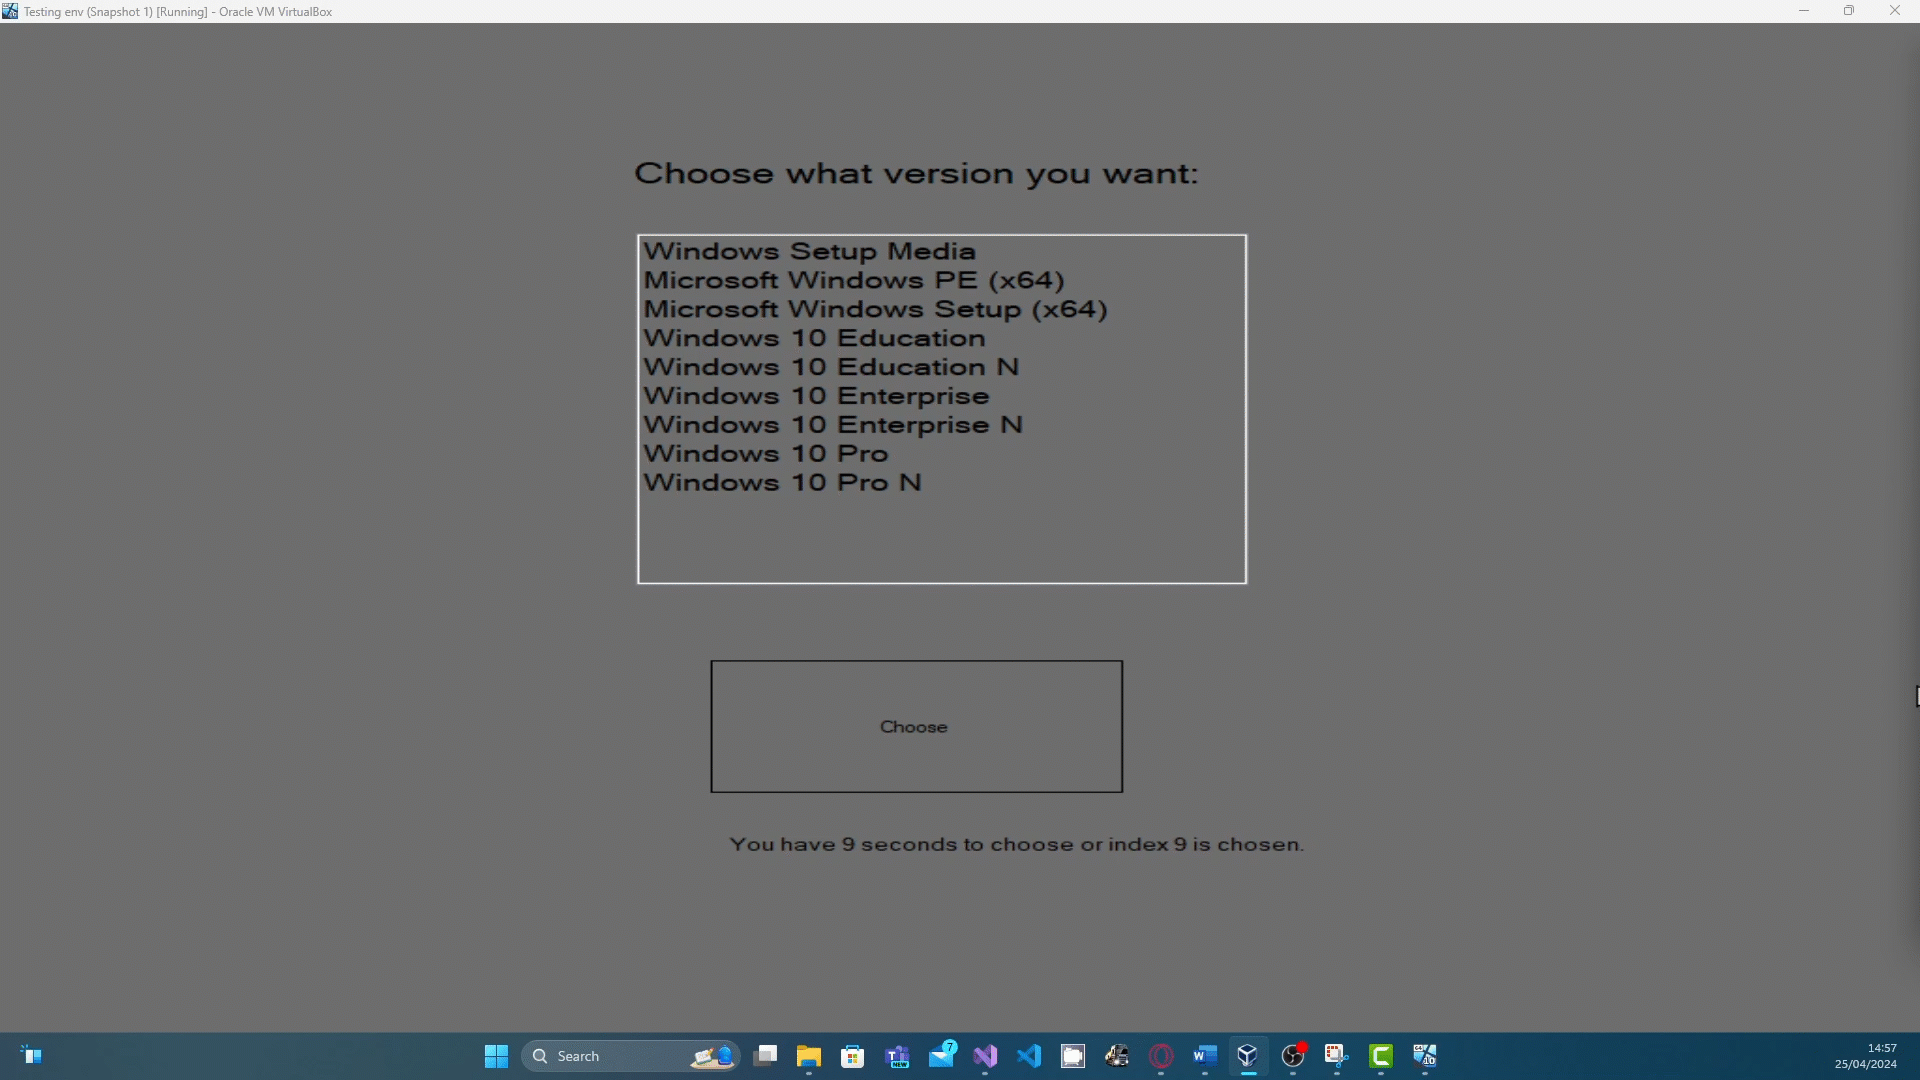 Testing env (Snapshot 1) [Running] - Oracle VM VirtualBox
Choose what version you want:
Windows Setup Media
Microsoft Windows PE (x64)
Microsoft Windows Setup (x64)
Windows 10 Education
Windows 10 Education N
Windows 10 Enterprise
Windows 10 Enterprise N
Windows 10 Pro
Windows 10 Pro N
Choose
You have 9 seconds to choose or index 9 is chosen.
Search
NEW
7
W
14:57
25/04/2024